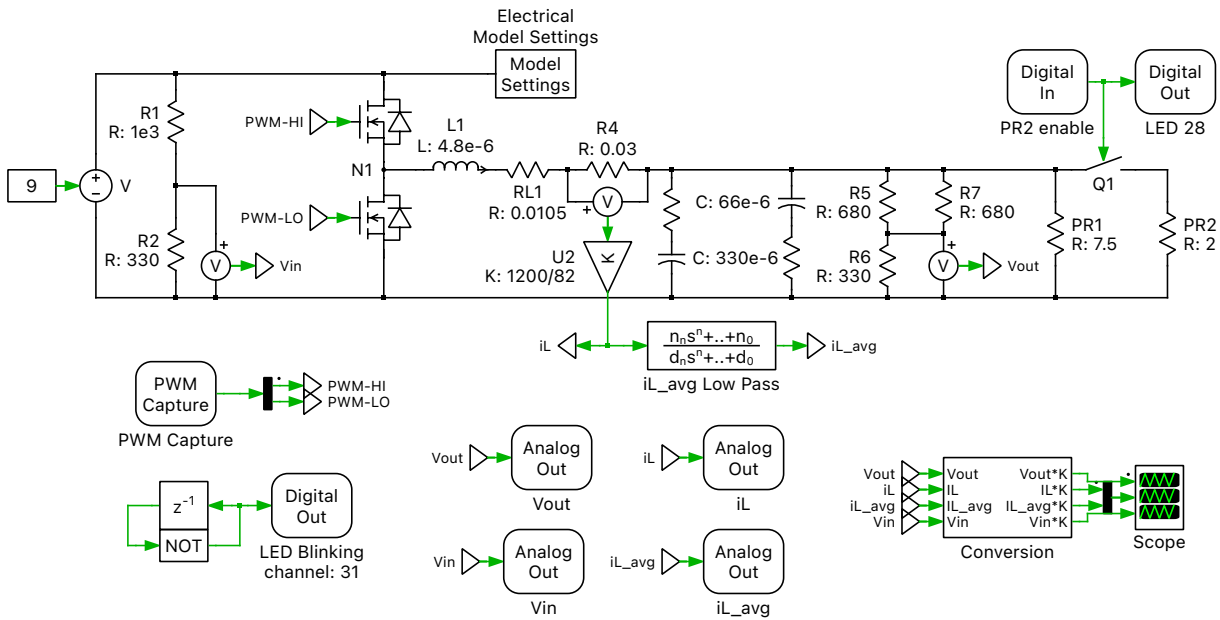 Electrical
Model Settings
Model
Settings
Digital
In
PR2 enable
Digital
Out
LED 28
R1
R: 1e3
PWM-HI
L1
L: 4.8e-6
R4
R: 0.03
9
V
N1
RL1
R: 0.0105
V
Q1
PWM-LO
R2
R: 330
V
Vin
U2
K: 1200/82
K
C: 66e-6
C: 330e-6
R5
R: 680
R7
R: 680
R6
R: 330
V
Vout
PR1
R: 7.5
PR2
R: 2
iL
nₙsⁿ+..+n₀
dₙsⁿ+..+d₀
iL_avg
iL_avg Low Pass
PWM
Capture
PWM-HI
PWM-LO
PWM Capture
Vout
Analog
Out
Vout
iL
Analog
Out
iL
Vout
iL
iL_avg
Vin
Vout
IL
IL_avg
Vin
Vout*K
IL*K
IL_avg*K
Vin*K
Conversion
Scope
z⁻¹
NOT
Digital
Out
LED Blinking
channel: 31
Vin
Analog
Out
Vin
iL_avg
Analog
Out
iL_avg